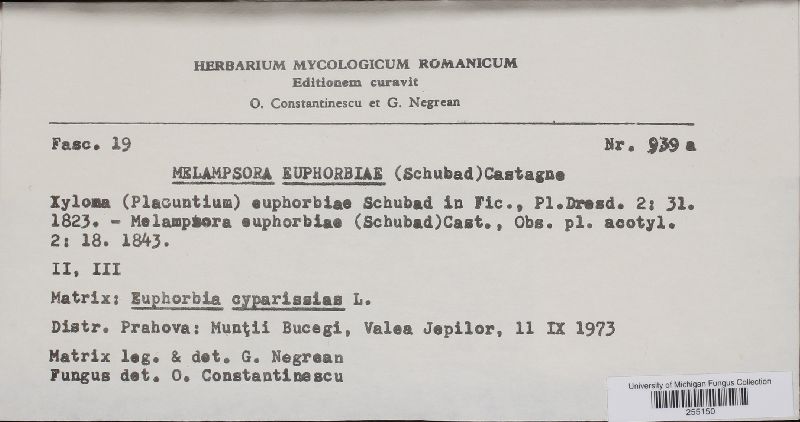 HERBARIUM MYCOLOGICUM ROMANICUM
Editionem curavit
O. Constantinescu et G. Negrean
Fasc. 19 Nr. 939 a
MELAMPSORA EUPHORBIAE (Schubad)Castagne
Xyloma (Placuntium) euphorbiae Schubad in Fic., Pl.Dresd. 2: 31.
1823. - Melampsora euphorbiae (Schubad)Cast., Obs. pl. acotyl.
2: 18. 1843.
II, III
Matrix: Euphorbia cyparissias L.
Distr. Prahova: Munţii Bucegi, Valea Jepilor, 11 IX 1973
Matrix leg. & det. G. Negrean
Fungus det. O. Constantinescu
University of Michigan Fungus Collection
255150